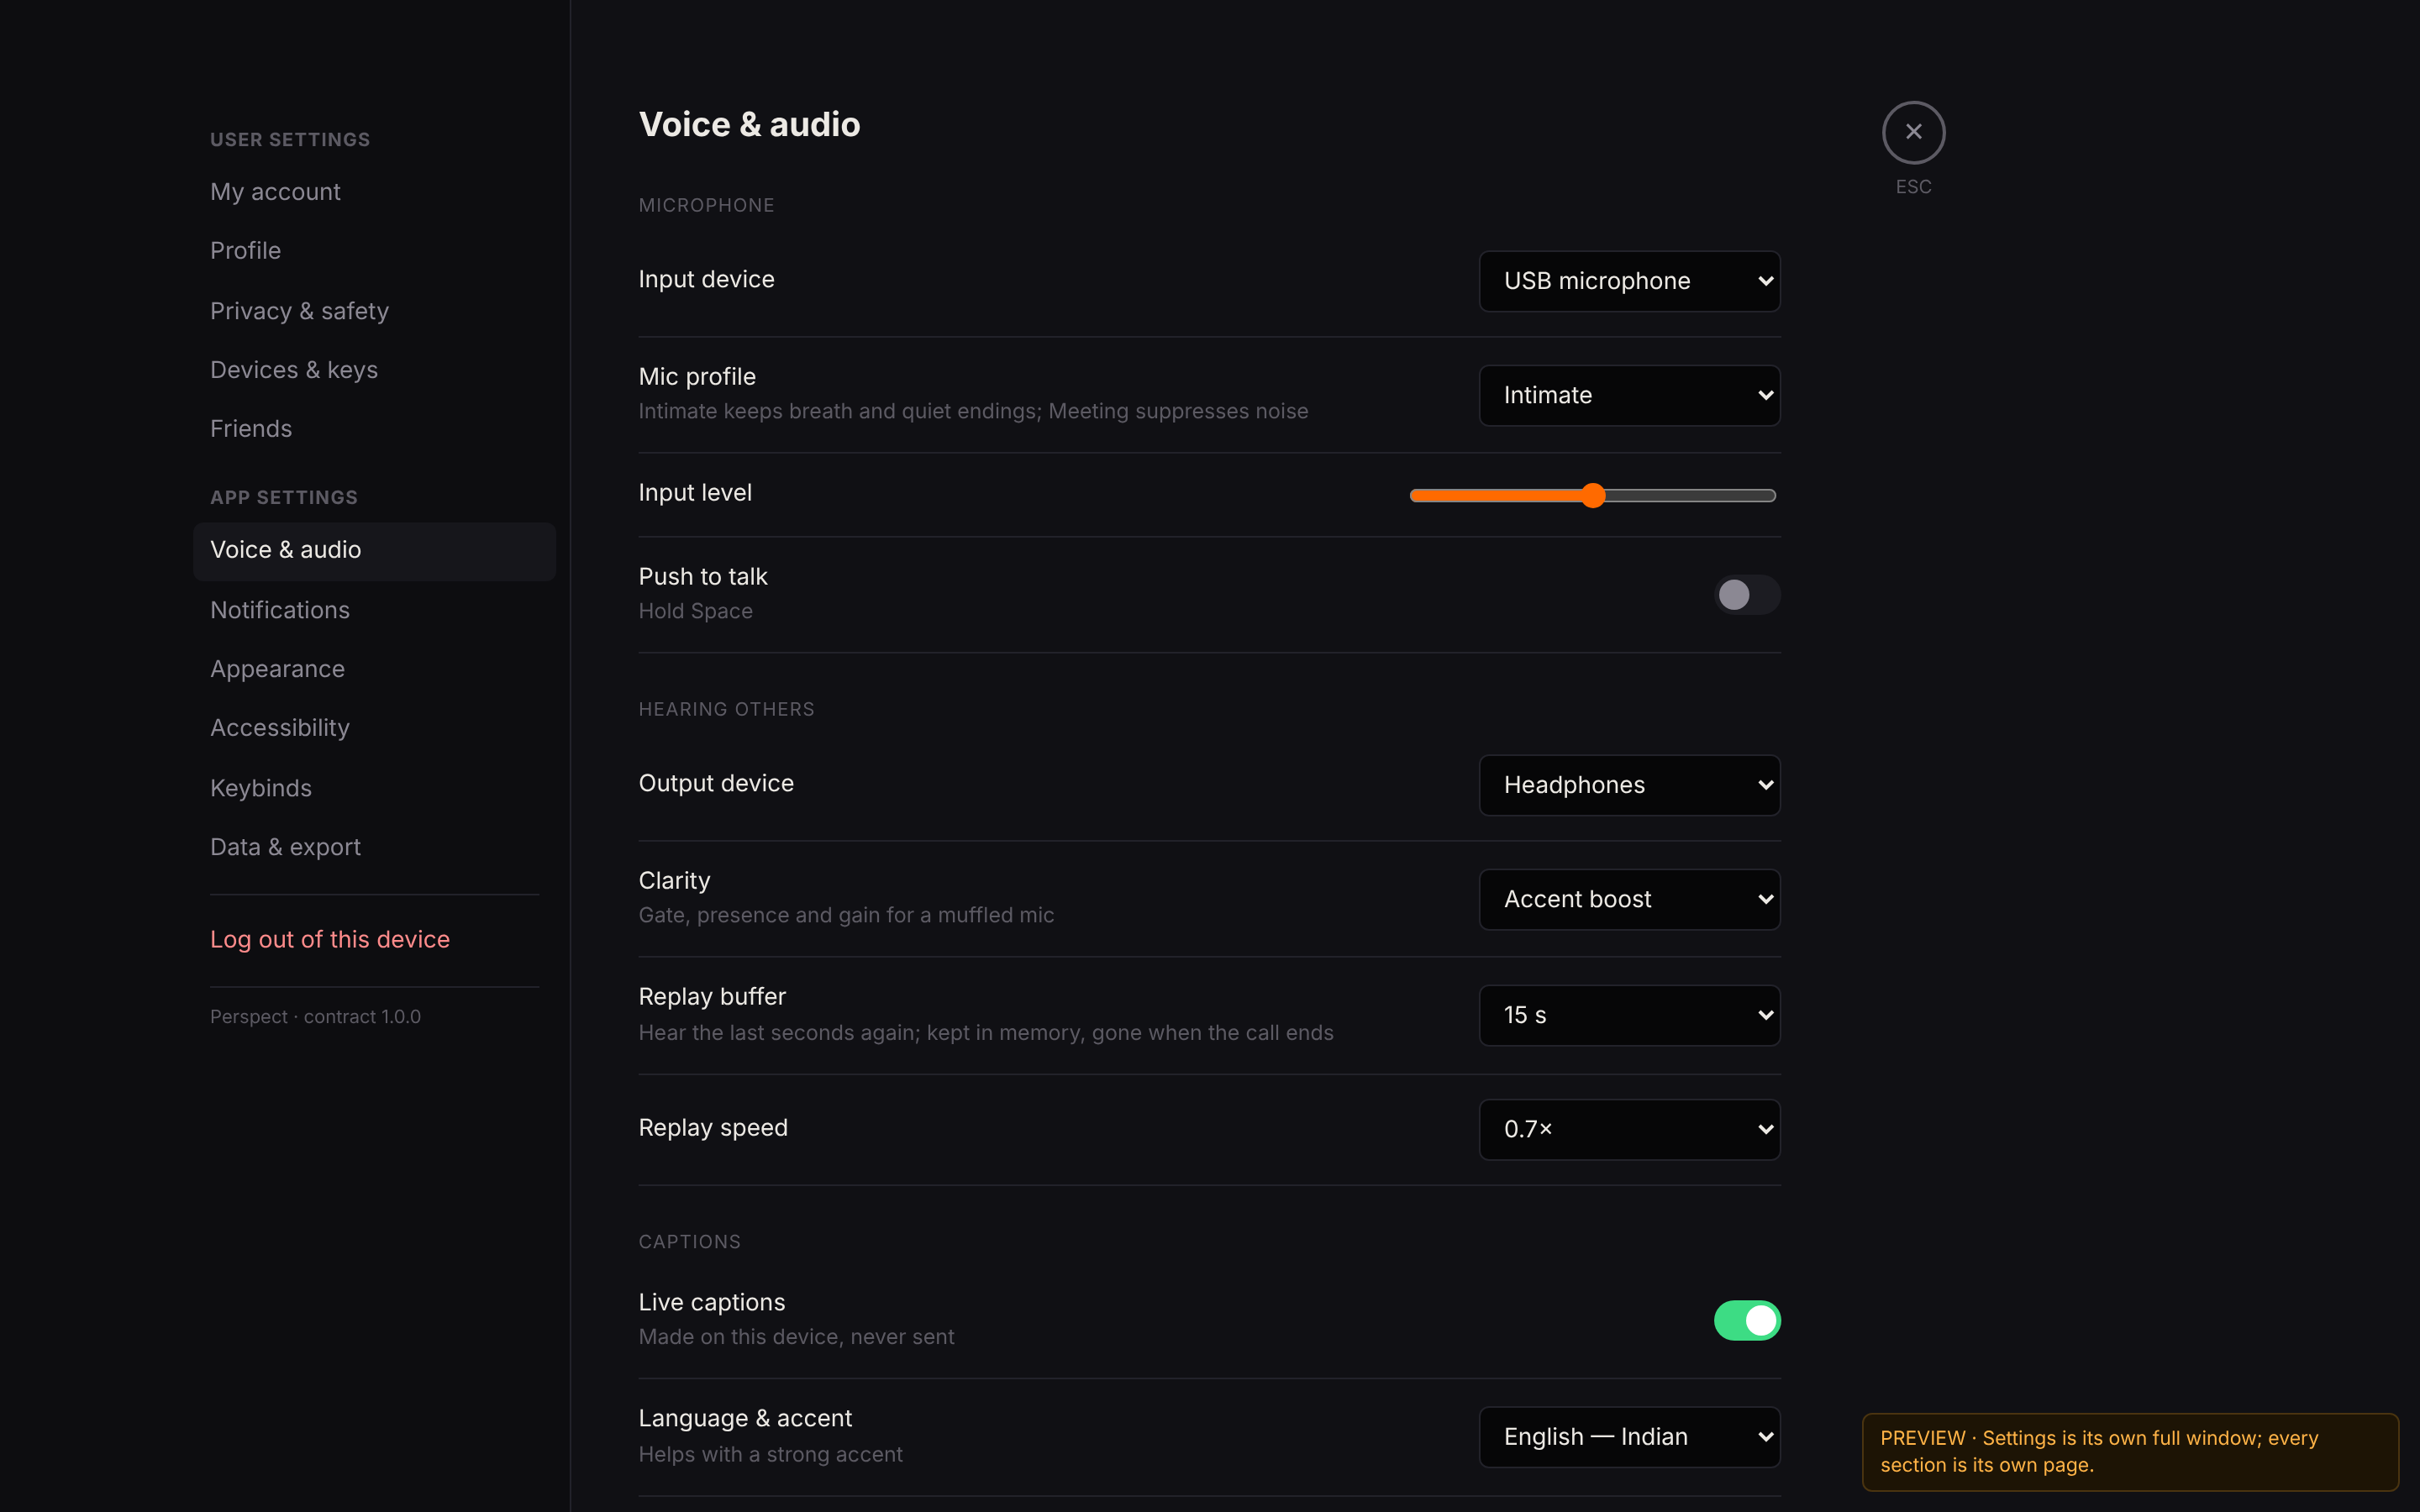 USER SETTINGS
My account
Profile
Privacy & safety
Devices & keys
Friends
APP SETTINGS
Voice & audio
Notifications
Appearance
Accessibility
Keybinds
Data & export
Log out of this device
Perspect · contract 1.0.0
Voice & audio
MICROPHONE
Input device
USB microphone
Mic profile
Intimate keeps breath and quiet endings; Meeting suppresses noise
Intimate
Input level
Push to talk
Hold Space
HEARING OTHERS
Output device
Headphones
Clarity
Gate, presence and gain for a muffled mic
Accent boost
Replay buffer
Hear the last seconds again; kept in memory, gone when the call ends
15 s
Replay speed
0.7×
CAPTIONS
Live captions
Made on this device, never sent
Language & accent
Helps with a strong accent
English — Indian
ESC
PREVIEW · Settings is its own full window; every
section is its own page.